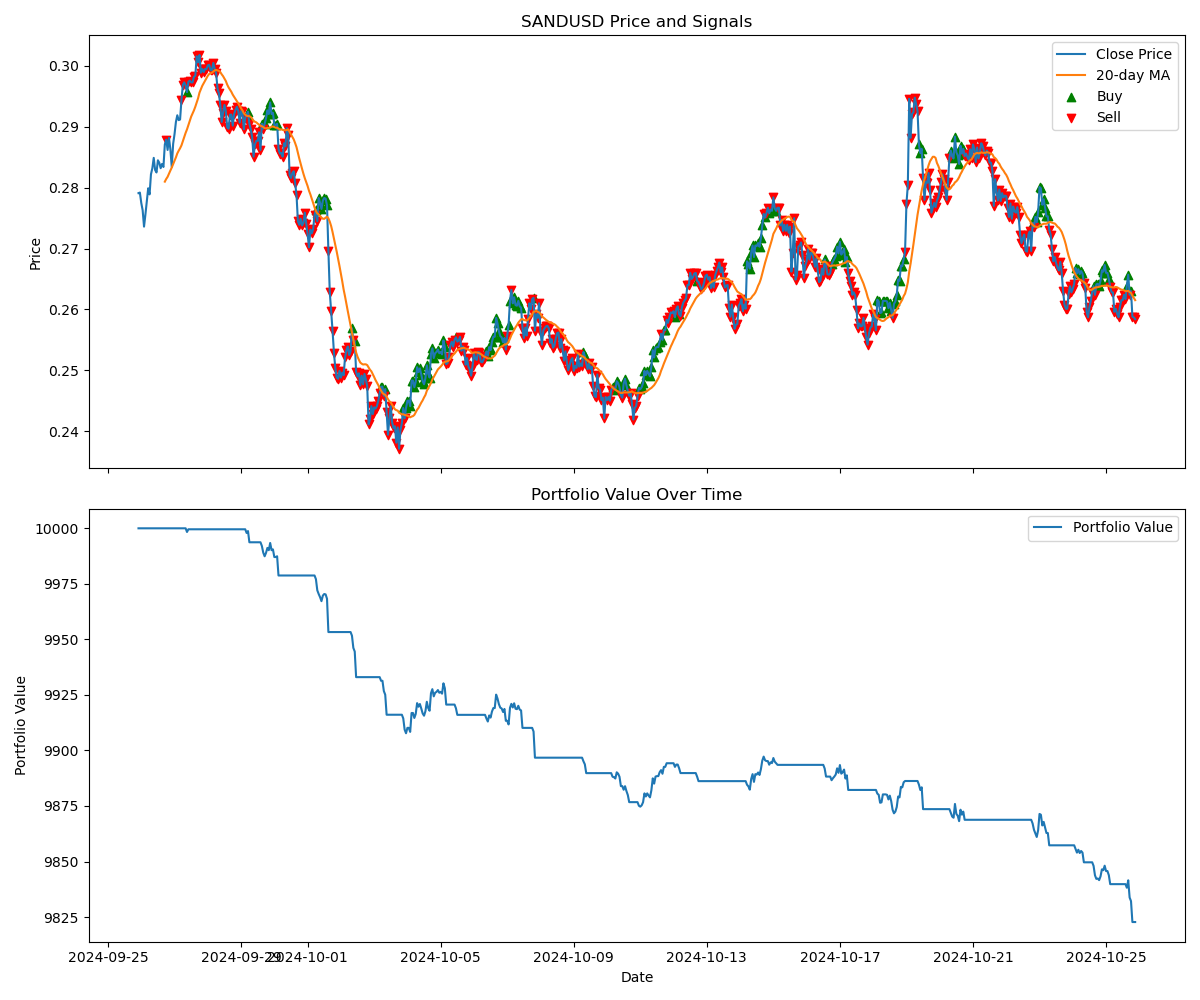 SANDUSD Price and Signals
Price
0.30
0.29
0.28
0.27
0.26
0.25
0.24
Close Price
20-day MA
Buy
Sell
Portfolio Value Over Time
Portfolio Value
10000
9975
9950
9925
9900
9875
9850
9825
Portfolio Value
2024-09-25
2024-09-29
2024-10-01
2024-10-05
2024-10-09
2024-10-13
2024-10-17
2024-10-21
2024-10-25
Date